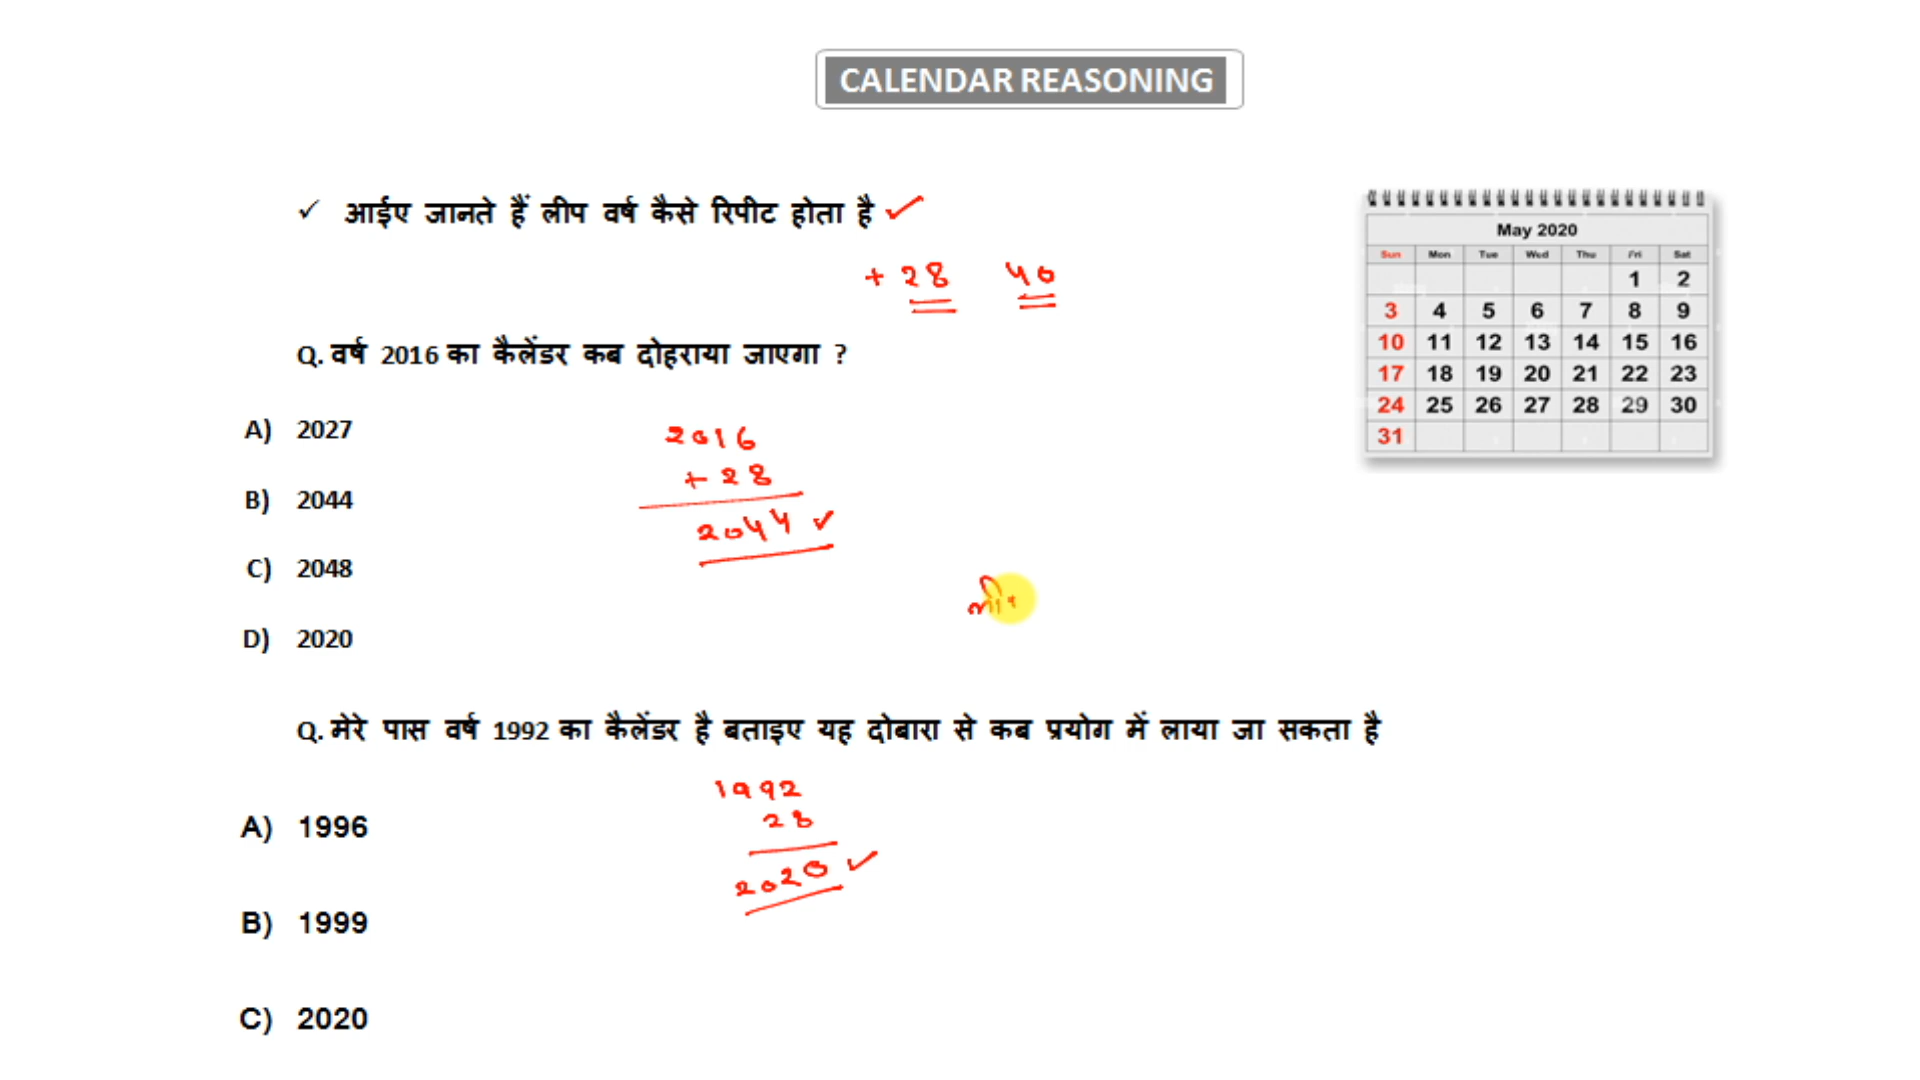 CALENDAR REASONING
✓ आईए जानते हैं लीप वर्ष कैसे रिपीट होता है ✓
+ 28 40
Q. वर्ष 2016 का कैलेंडर कब दोहराया जाएगा ?
A) 2027
B) 2044
C) 2048
D) 2020
2016
+ 28
2044 ✓
Q. मेरे पास वर्ष 1992 का कैलेंडर है बताइए यह दोबारा से कब प्रयोग में लाया जा सकता है
1992
28
2020 ✓
A) 1996
B) 1999
C) 2020
May 2020
Sun Mon Tue Wed Thu Fri Sat
1 2
3 4 5 6 7 8 9
10 11 12 13 14 15 16
17 18 19 20 21 22 23
24 25 26 27 28 29 30
31